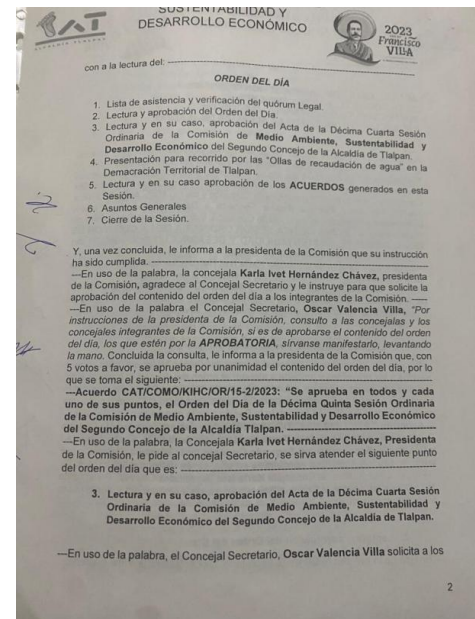 SUSTENTABILIDAD Y
DESARROLLO ECONÓMICO
CAT
2023
Francisco
VILLA
con a la lectura del: -----
ORDEN DEL DÍA
1. Lista de asistencia y verificación del quórum Legal.
2. Lectura y aprobación del Orden del Día.
3. Lectura y en su caso, aprobación del Acta de la Décima Cuarta Sesión
Ordinaria de la Comisión de Medio Ambiente, Sustentabilidad y
Desarrollo Económico del Segundo Concejo de la Alcaldía de Tlalpan.
4. Presentación para recorrido por las "Ollas de recaudación de agua" en la
Demacración Territorial de Tlalpan.
5. Lectura y en su caso aprobación de los ACUERDOS generados en esta
Sesión.
6. Asuntos Generales
7. Cierre de la Sesión.
Y, una vez concluida, le informa a la presidenta de la Comisión que su instrucción
ha sido cumplida. -----
---En uso de la palabra, la concejala Karla Ivet Hernández Chávez, presidenta
de la Comisión, agradece al Concejal Secretario y le instruye para que solicite la
aprobación del contenido del orden del día a los integrantes de la Comisión. -----
---En uso de la palabra el Concejal Secretario, Oscar Valencia Villa, "Por
instrucciones de la presidenta de la Comisión, consulto a las concejalas y los
concejales integrantes de la Comisión, si es de aprobarse el contenido del orden
del día, los que estén por la APROBATORIA, sírvanse manifestarlo, levantando
la mano. Concluida la consulta, le informa a la presidenta de la Comisión que, con
5 votos a favor, se aprueba por unanimidad el contenido del orden del día, por lo
que se toma el siguiente: -----
---Acuerdo CAT/COMO/KIHC/OR/15-2/2023: "Se aprueba en todos y cada
uno de sus puntos, el Orden del Día de la Décima Quinta Sesión Ordinaria
de la Comisión de Medio Ambiente, Sustentabilidad y Desarrollo Económico
del Segundo Concejo de la Alcaldía Tlalpan. -----
---En uso de la palabra, la Concejala Karla Ivet Hernández Chávez, Presidenta
de la Comisión, le pide al concejal Secretario, se sirva atender el siguiente punto
del orden del día que es: -----
3. Lectura y en su caso, aprobación del Acta de la Décima Cuarta Sesión
Ordinaria de la Comisión de Medio Ambiente, Sustentabilidad y
Desarrollo Económico del Segundo Concejo de la Alcaldía de Tlalpan.
---En uso de la palabra, el Concejal Secretario, Oscar Valencia Villa solicita a los
2